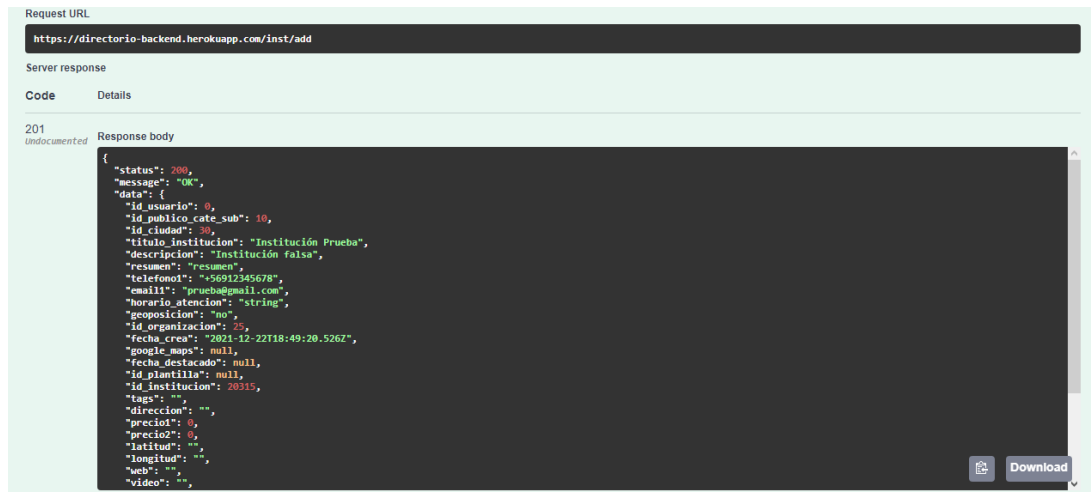 Request URL
https://directorio-backend.herokuapp.com/inst/add
Server response
Code Details
201
Undocumented
Response body
{
"status": 200,
"message": "OK",
"data": {
"id_usuario": 0,
"id_publico_cate_sub": 10,
"id_ciudad": 30,
"titulo_institucion": "Institución Prueba",
"descripcion": "Institución falsa",
"resumen": "resumen",
"telefono1": "+56912345678",
"email1": "prueba@gmail.com",
"horario_atencion": "string",
"geoposicion": "no",
"id_organizacion": 25,
"fecha_crea": "2021-12-22T18:49:20.526Z",
"google_maps": null,
"fecha_destacado": null,
"id_plantilla": null,
"id_institucion": 20315,
"tags": "",
"direccion": "",
"precio1": 0,
"precio2": 0,
"latitud": "",
"longitud": "",
"web": "",
"video": "",
Download